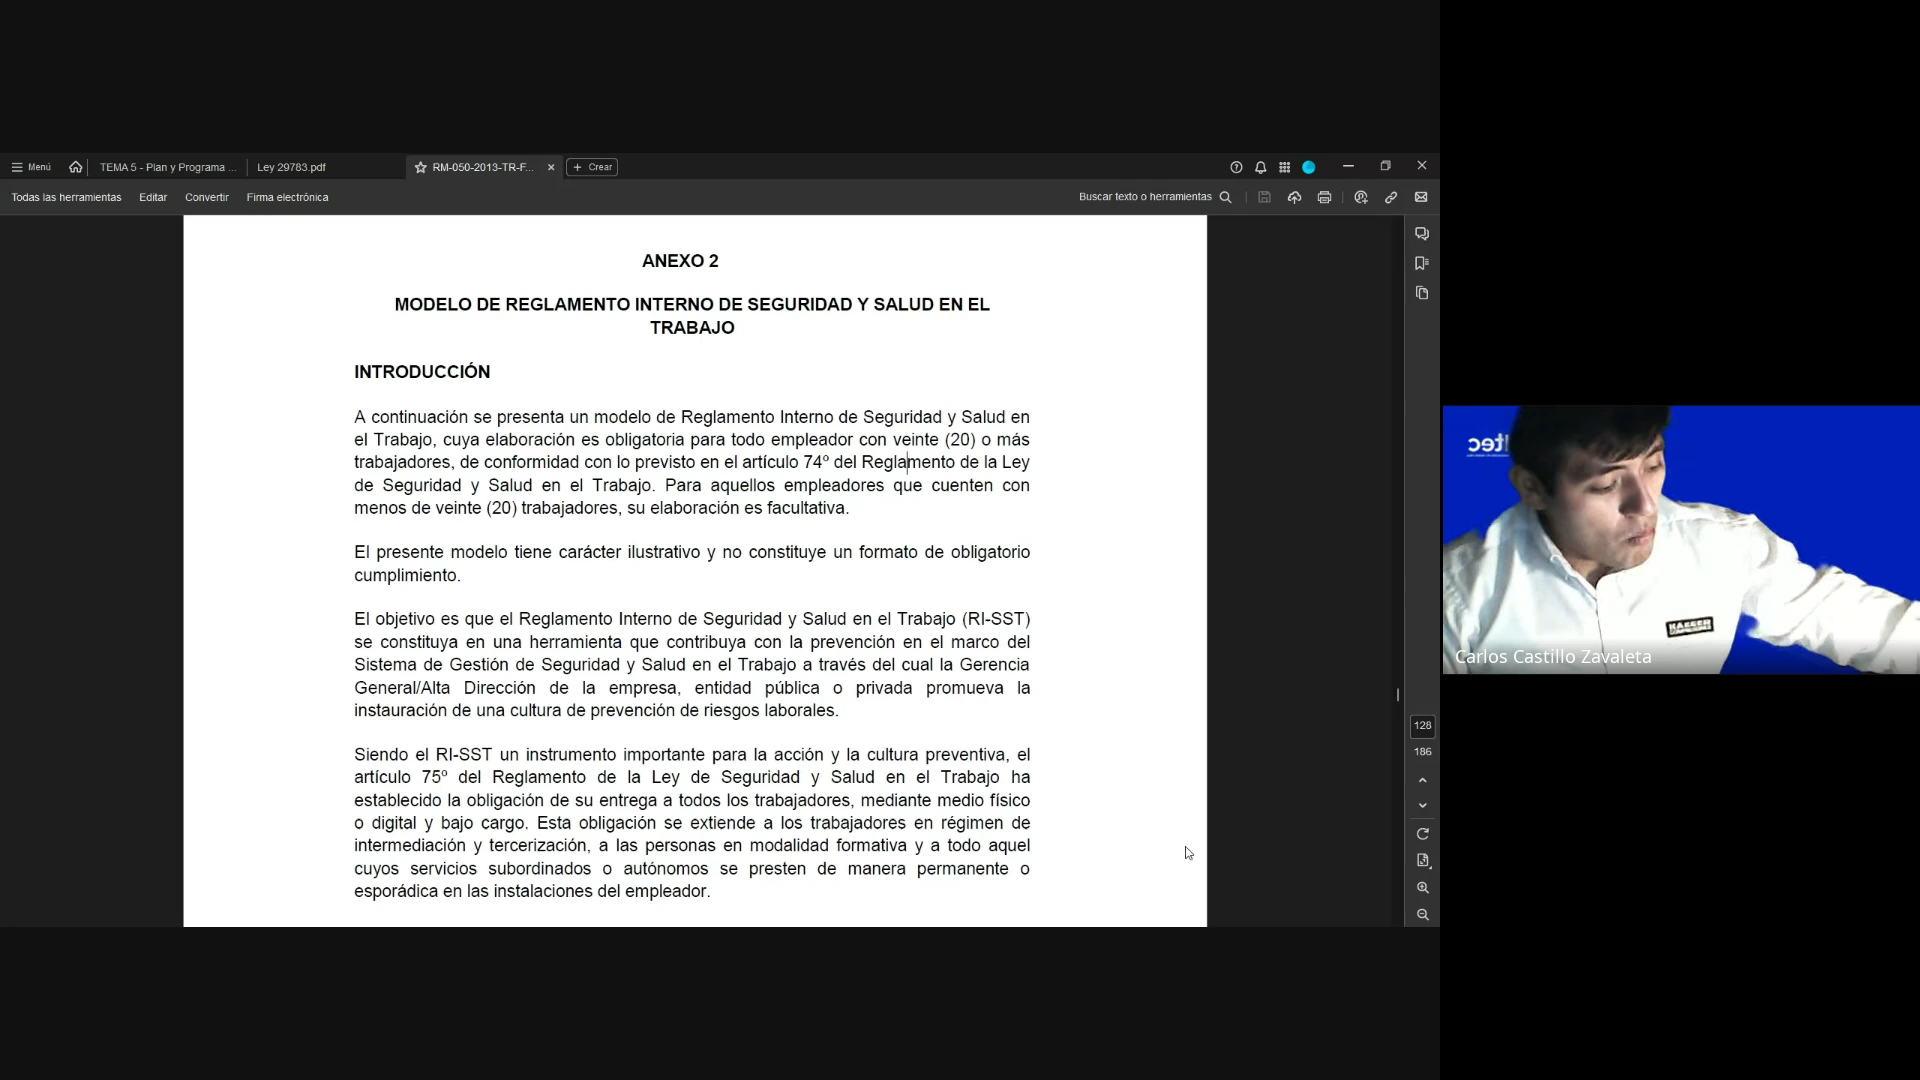 Menú
TEMA 5 - Plan y Programa ...
Ley 29783.pdf
RM-050-2013-TR-F...
Crear
Todas las herramientas
Editar
Convertir
Firma electrónica
Buscar texto o herramientas
ANEXO 2
MODELO DE REGLAMENTO INTERNO DE SEGURIDAD Y SALUD EN EL
TRABAJO
INTRODUCCIÓN
A continuación se presenta un modelo de Reglamento Interno de Seguridad y Salud en
el Trabajo, cuya elaboración es obligatoria para todo empleador con veinte (20) o más
trabajadores, de conformidad con lo previsto en el artículo 74º del Reglamento de la Ley
de Seguridad y Salud en el Trabajo. Para aquellos empleadores que cuenten con
menos de veinte (20) trabajadores, su elaboración es facultativa.
El presente modelo tiene carácter ilustrativo y no constituye un formato de obligatorio
cumplimiento.
El objetivo es que el Reglamento Interno de Seguridad y Salud en el Trabajo (RI-SST)
se constituya en una herramienta que contribuya con la prevención en el marco del
Sistema de Gestión de Seguridad y Salud en el Trabajo a través del cual la Gerencia
General/Alta Dirección de la empresa, entidad pública o privada promueva la
instauración de una cultura de prevención de riesgos laborales.
Siendo el RI-SST un instrumento importante para la acción y la cultura preventiva, el
artículo 75º del Reglamento de la Ley de Seguridad y Salud en el Trabajo ha
establecido la obligación de su entrega a todos los trabajadores, mediante medio físico
o digital y bajo cargo. Esta obligación se extiende a los trabajadores en régimen de
intermediación y tercerización, a las personas en modalidad formativa y a todo aquel
cuyos servicios subordinados o autónomos se presten de manera permanente o
esporádica en las instalaciones del empleador.
128
186
KAESER
Carlos Castillo Zavaleta